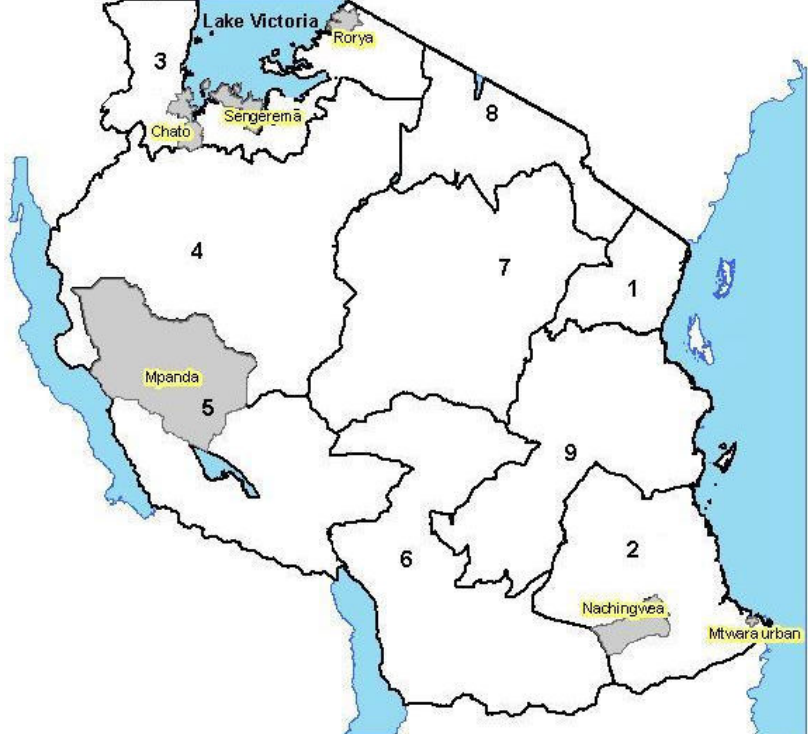 Lake Victoria
Rorya
3
Sengerema
8
Chato
4
7
1
Mpanda
5
9
6
2
Nachingwea
Mtwara urban